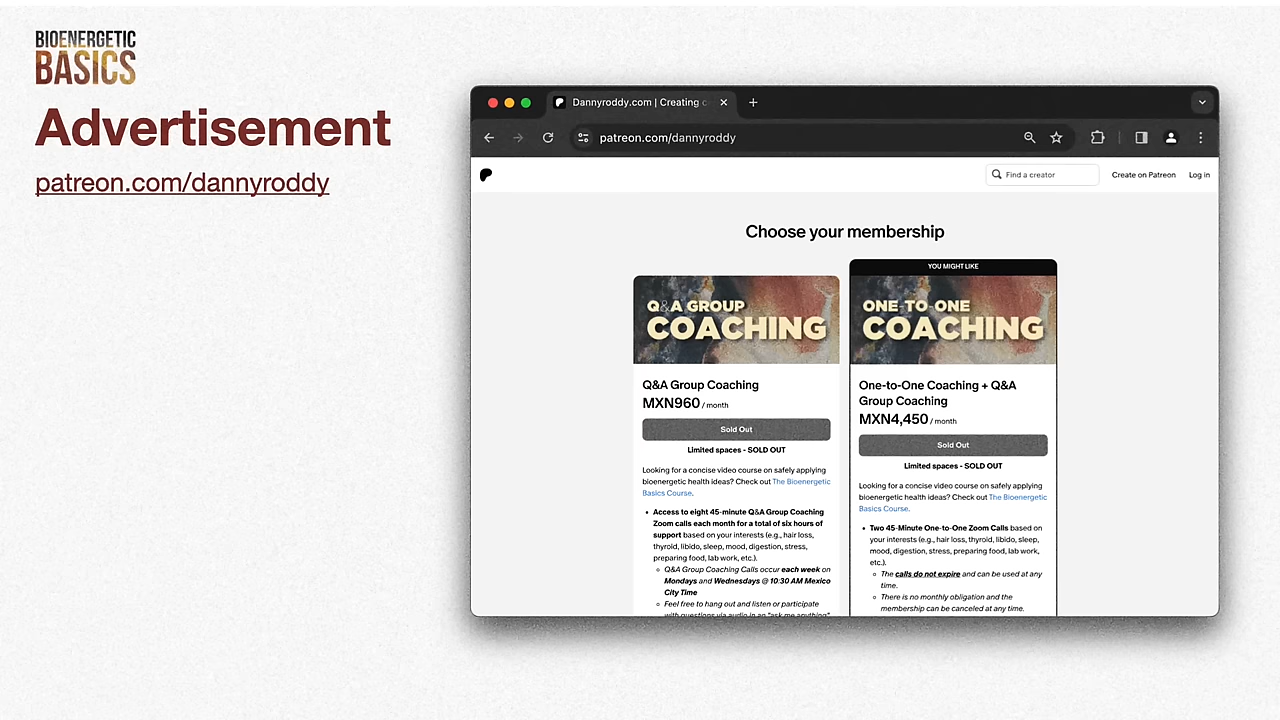 BIOENERGETIC
BASICS
Advertisement
patreon.com/dannyroddy
Dannyroddy.com | Creating
patreon.com/dannyroddy
Find a creator
Create on Patreon
Log in
Choose your membership
Q&A GROUP
COACHING
Q&A Group Coaching
MXN960 / month
Sold Out
Limited spaces - SOLD OUT
Looking for a concise video course on safely applying
bioenergetic health ideas? Check out The Bioenergetic
Basics Course.
• Access to eight 45-minute Q&A Group Coaching
Zoom calls each month for a total of six hours of
support based on your interests (e.g., hair loss,
thyroid, libido, sleep, mood, digestion, stress,
preparing food, lab work, etc.).
Q&A Group Coaching Calls occur each week on
Mondays and Wednesdays @ 10:30 AM Mexico
City Time
Feel free to hang out and listen or participate
with questions via audio in an "ask me anything"
YOU MIGHT LIKE
ONE-TO-ONE
COACHING
One-to-One Coaching + Q&A
Group Coaching
MXN4,450 / month
Sold Out
Limited spaces - SOLD OUT
Looking for a concise video course on safely applying
bioenergetic health ideas? Check out The Bioenergetic
Basics Course.
• Two 45-Minute One-to-One Zoom Calls based on
your interests (e.g., hair loss, thyroid, libido, sleep,
mood, digestion, stress, preparing food, lab work,
etc.).
The calls do not expire and can be used at any
time.
There is no monthly obligation and the
membership can be canceled at any time.